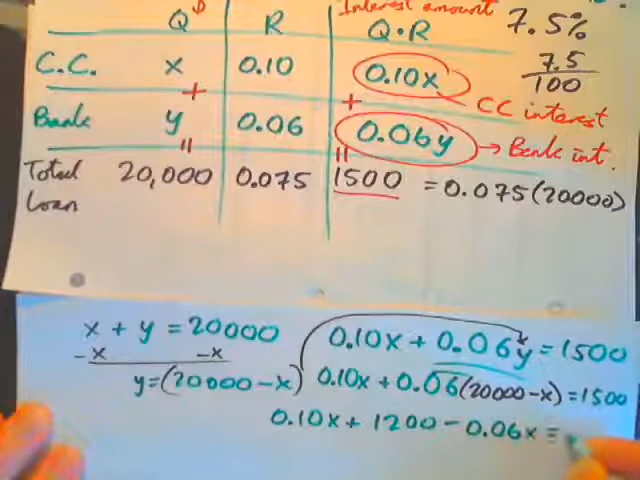 Interest amount
Q $ R Q·R 7.5%
C.C. x 0.10 0.10x 7.5/100
+ + CC interest
Bank y 0.06 0.06y → Bank int.
= =
Total 20,000 0.075 1500 = 0.075(20000)
Loan
x + y = 20000 0.10x + 0.06y = 1500
-x -x
y = (20000 - x) 0.10x + 0.06(20000 - x) = 1500
0.10x + 1200 - 0.06x =